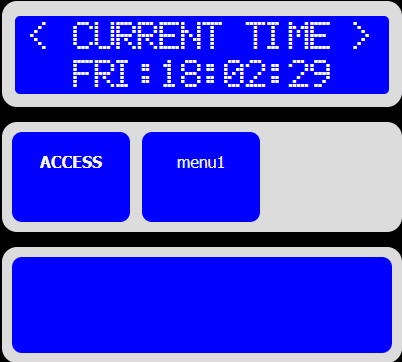 < CURRENT TIME >
FRI:18:02:29
ACCESS
menu1